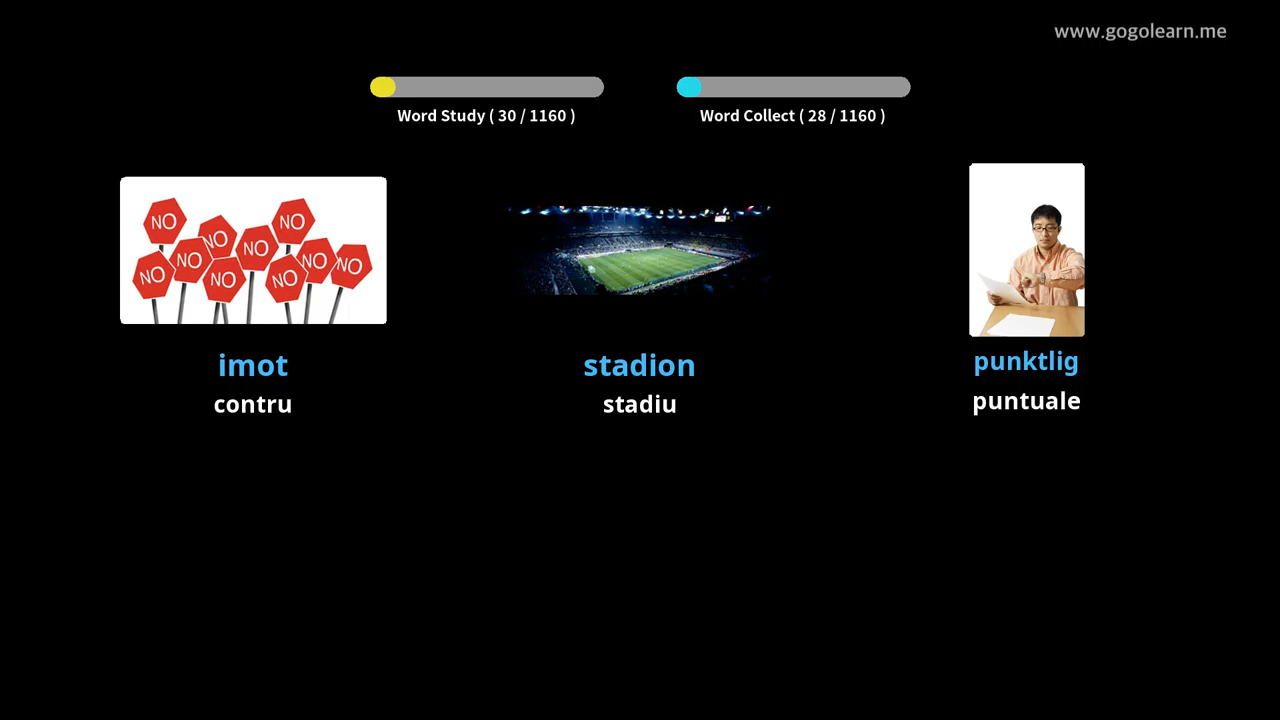 www.gogolearn.me
Word Study ( 30 / 1160 )
Word Collect ( 28 / 1160 )
NO
NO
NO
NO
NO
NO
NO
NO
NO
NO
imot
stadion
punktlig
contru
stadiu
puntuale